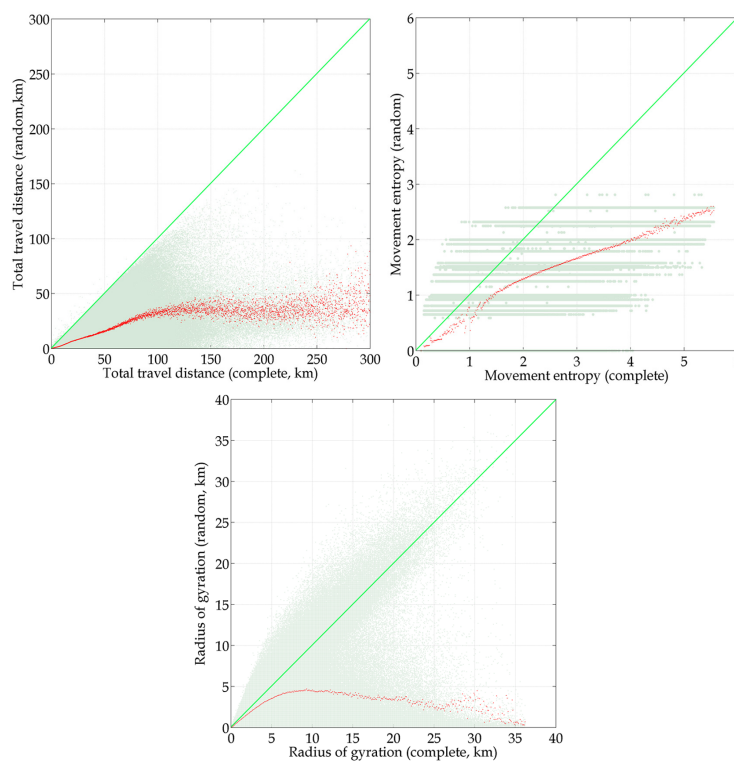 300
250
200
150
100
50
0
Total travel distance (random,km)
0 50 100 150 200 250 300
Total travel distance (complete, km)
6
5
4
3
2
1
0
Movement entropy (random)
0 1 2 3 4 5
Movement entropy (complete)
40
35
30
25
20
15
10
5
0
Radius of gyration (random, km)
0 5 10 15 20 25 30 35 40
Radius of gyration (complete, km)